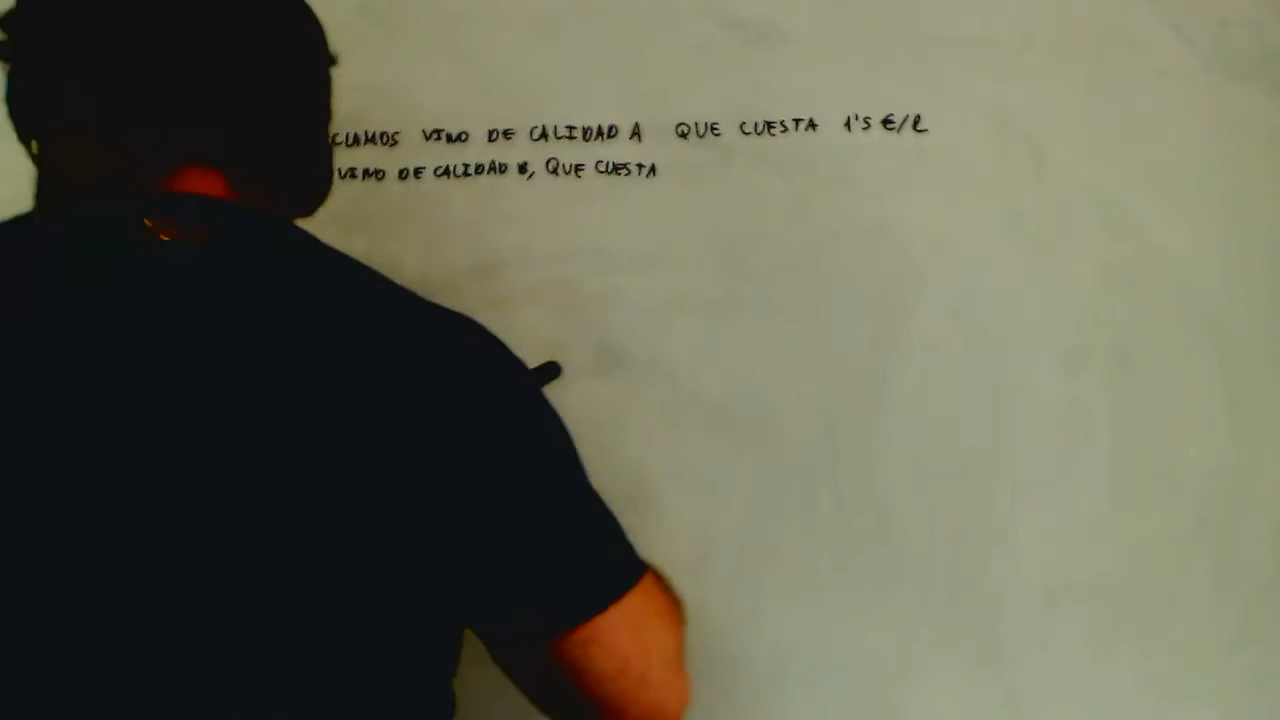 CLAMOS VINO DE CALIDAD A QUE CUESTA 1'5 €/l
VINO DE CALIDAD B, QUE CUESTA